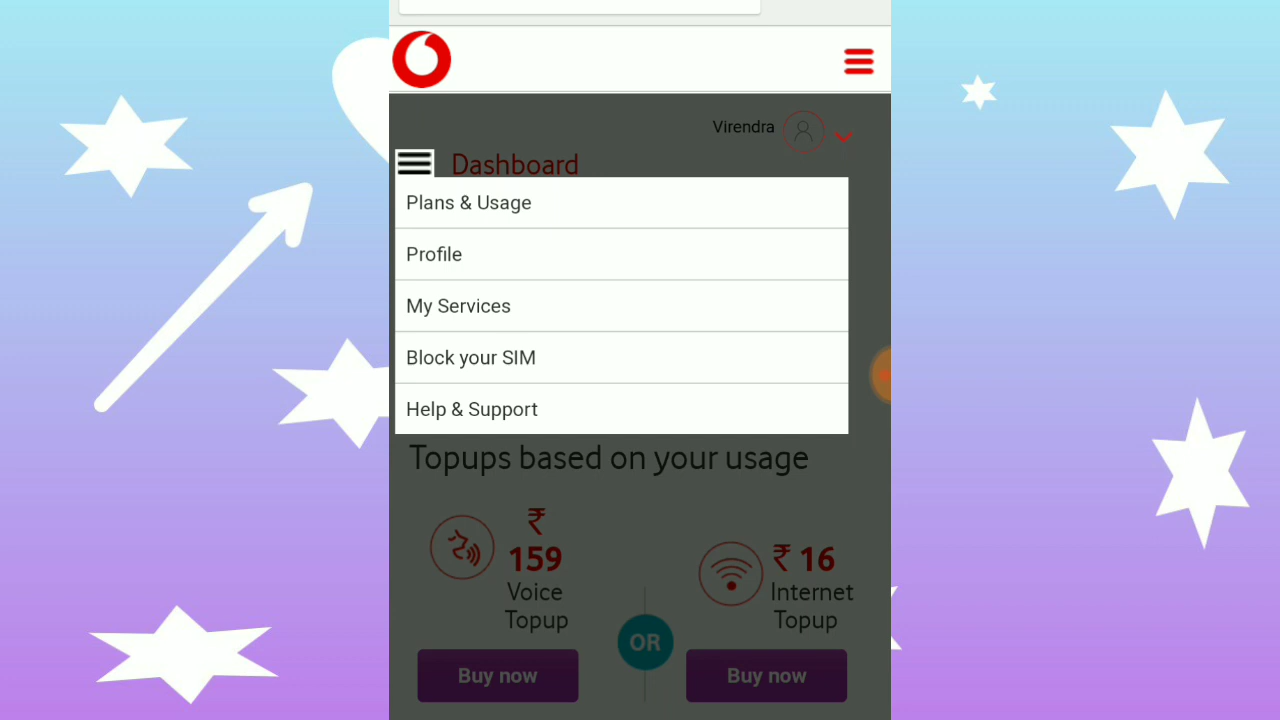 Virendra
Dashboard
Plans & Usage
Profile
My Services
Block your SIM
Help & Support
Topups based on your usage
₹
159
Voice
Topup
Buy now
OR
₹ 16
Internet
Topup
Buy now